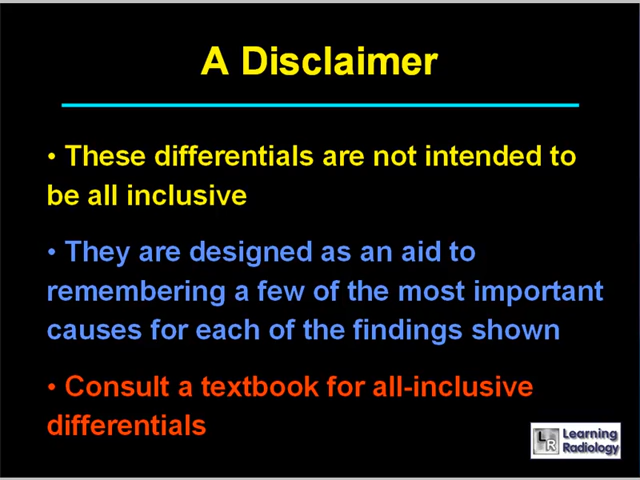 A Disclaimer
• These differentials are not intended to
be all inclusive
• They are designed as an aid to
remembering a few of the most important
causes for each of the findings shown
• Consult a textbook for all-inclusive
differentials
LR Learning
Radiology